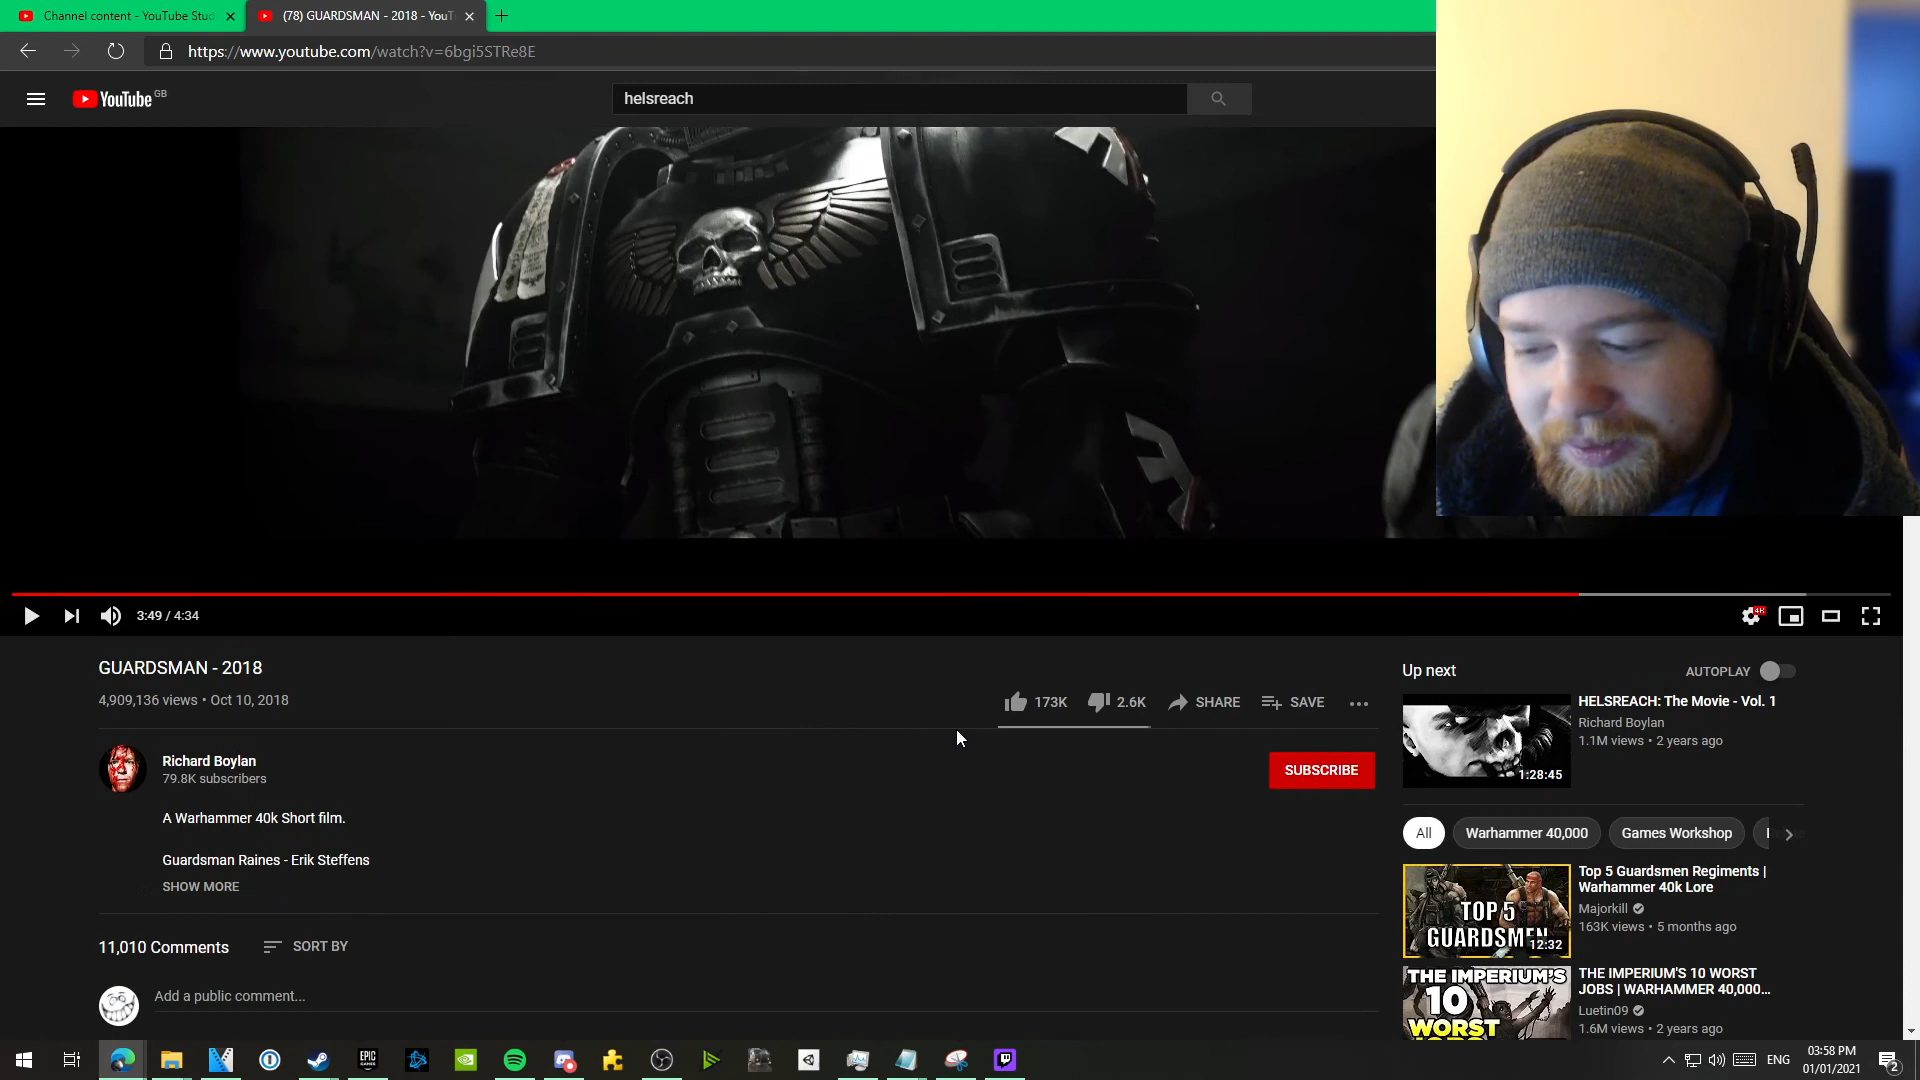 Channel content - YouTube Stud
(78) GUARDSMAN - 2018 - YouT
https://www.youtube.com/watch?v=6bgi5STRe8E
YouTube GB
helsreach
3:49 / 4:34
4K
GUARDSMAN - 2018
4,909,136 views • Oct 10, 2018
173K
2.6K
SHARE
SAVE
Richard Boylan
79.8K subscribers
SUBSCRIBE
A Warhammer 40k Short film.
Guardsman Raines - Erik Steffens
SHOW MORE
11,010 Comments
SORT BY
Add a public comment...
Up next
AUTOPLAY
HELSREACH: The Movie - Vol. 1
Richard Boylan
1.1M views • 2 years ago
1:28:45
All
Warhammer 40,000
Games Workshop
Top 5 Guardsmen Regiments |
Warhammer 40k Lore
Majorkill
163K views • 5 months ago
TOP 5
GUARDSMEN
12:32
THE IMPERIUM'S 10 WORST
JOBS | WARHAMMER 40,000...
Luetin09
1.6M views • 2 years ago
THE IMPERIUM'S
10
WORST
EPIC
GAMES
ENG
03:58 PM
01/01/2021
2